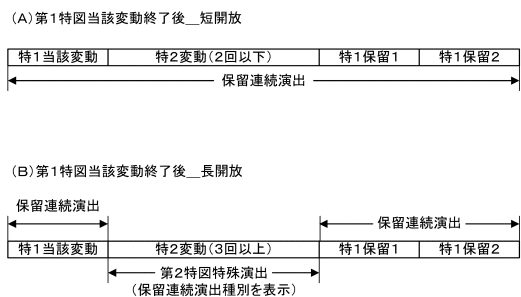 (A)第1特図当該変動終了後＿短開放
特1当該変動 特2変動(2回以下) 特1保留1 特1保留2
保留連続演出
(B)第1特図当該変動終了後＿長開放
保留連続演出 保留連続演出
特1当該変動 特2変動(3回以上) 特1保留1 特1保留2
第2特図特殊演出
(保留連続演出種別を表示)